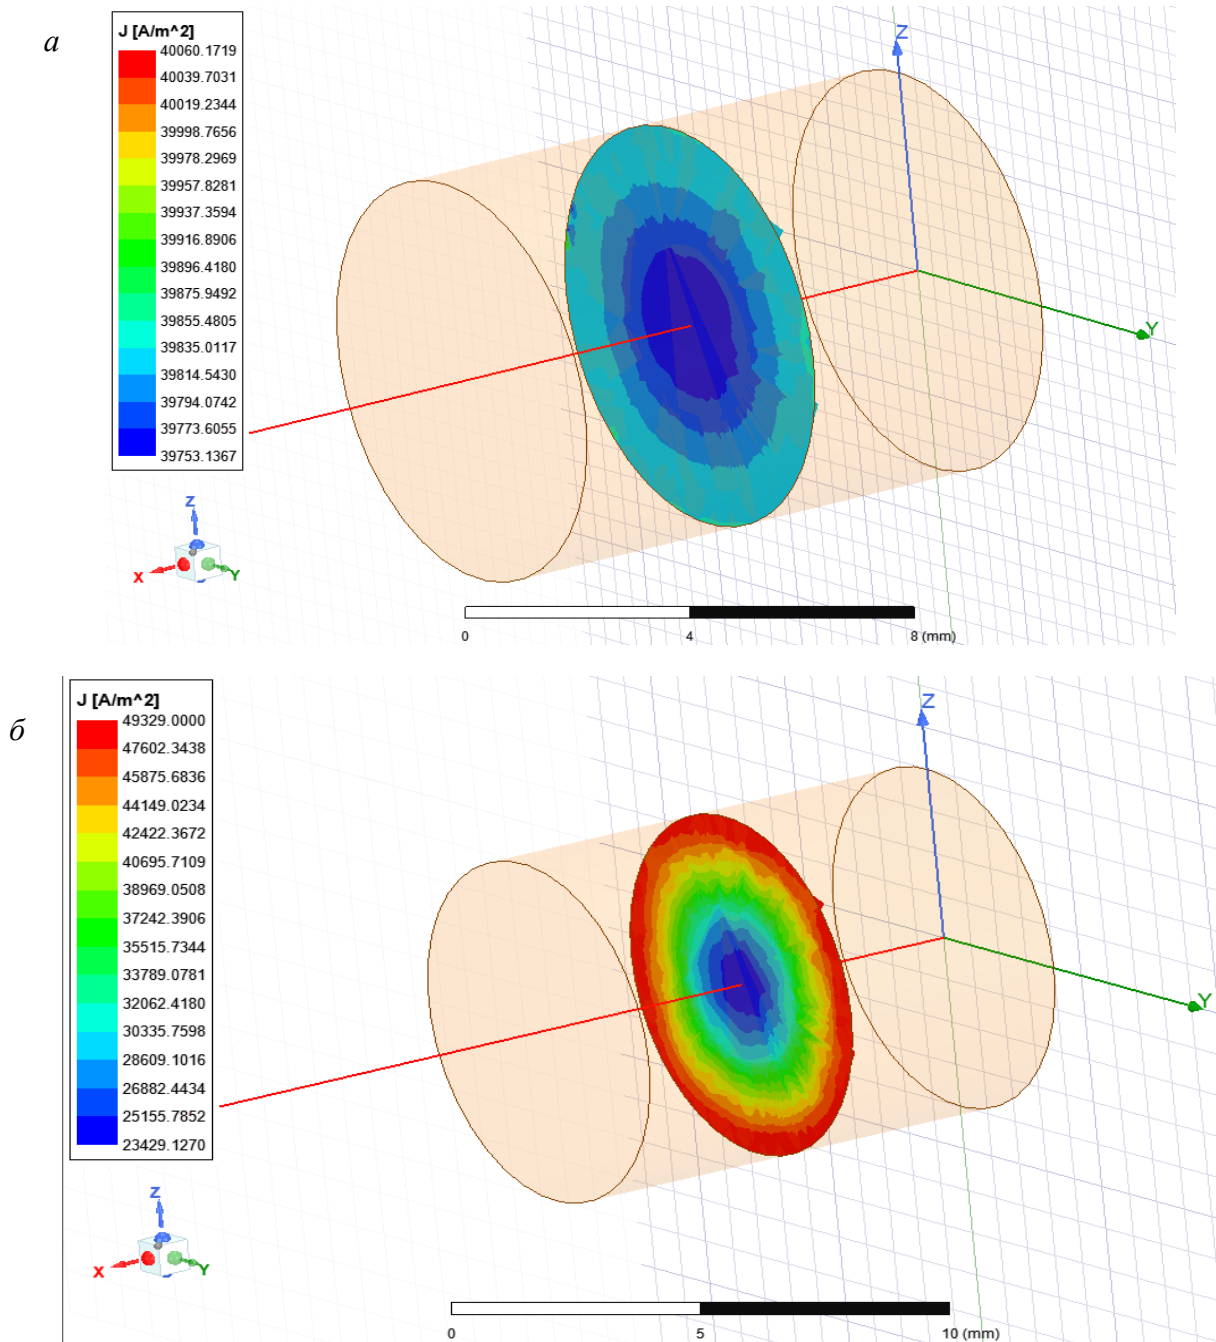 а
J [A/m^2]
40060.1719
40039.7031
40019.2344
39998.7656
39978.2969
39957.8281
39937.3594
39916.8906
39896.4180
39875.9492
39855.4805
39835.0117
39814.5430
39794.0742
39773.6055
39753.1367
Z
Y
Z
X
Y
0
4
8 (mm)
б
J [A/m^2]
49329.0000
47602.3438
45875.6836
44149.0234
42422.3672
40695.7109
38969.0508
37242.3906
35515.7344
33789.0781
32062.4180
30335.7598
28609.1016
26882.4434
25155.7852
23429.1270
Z
Y
Z
X
Y
0
5
10 (mm)